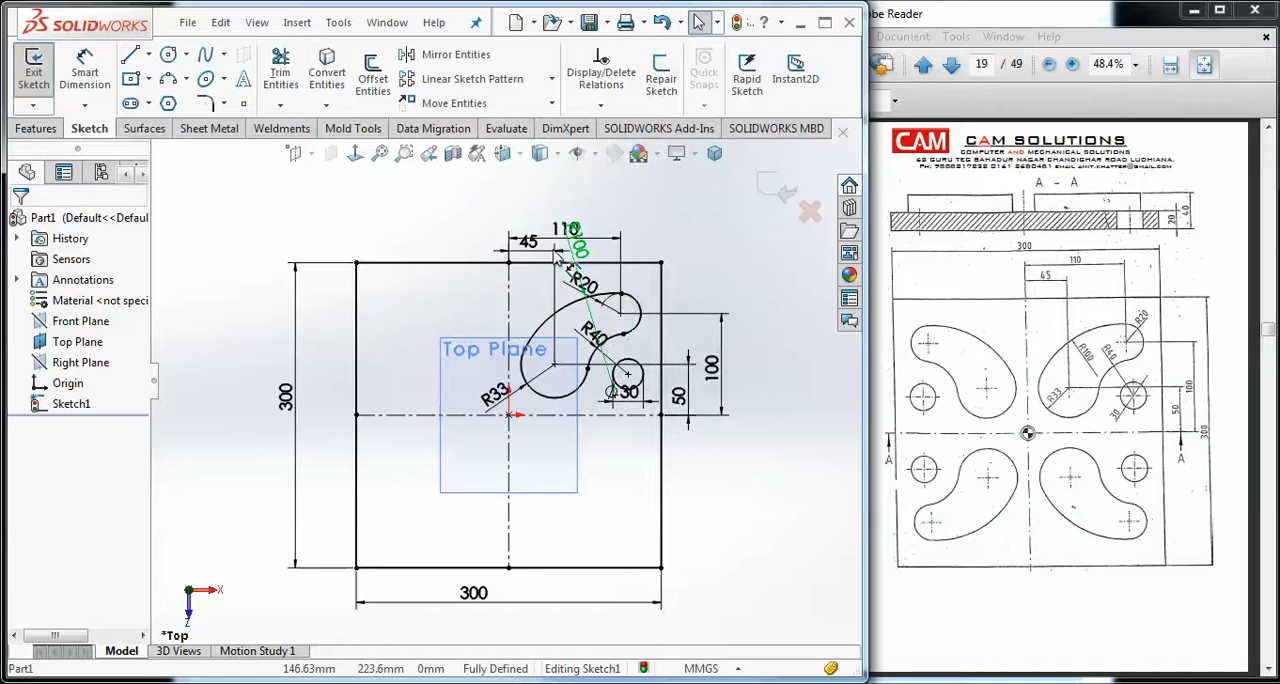 SOLIDWORKS
File
Edit
View
Insert
Tools
Window
Help
Exit Sketch
Smart Dimension
Trim Entities
Convert Entities
Offset Entities
Mirror Entities
Linear Sketch Pattern
Move Entities
Display/Delete Relations
Repair Sketch
Quick Snaps
Rapid Sketch
Instant2D
Features
Sketch
Surfaces
Sheet Metal
Weldments
Mold Tools
Data Migration
Evaluate
DimXpert
SOLIDWORKS Add-Ins
SOLIDWORKS MBD
Part1 (Default<<Defaul
History
Sensors
Annotations
Material <not speci
Front Plane
Top Plane
Right Plane
Origin
Sketch1
110
45
R20
R40
Top Plane
R33
30
300
100
50
300
X
Z
*Top
Model
3D Views
Motion Study 1
Part1
146.63mm
223.6mm
0mm
Fully Defined
Editing Sketch1
MMGS
obe Reader
Document
Tools
Window
Help
19 / 49
48.4%
CAM
CAM SOLUTIONS
COMPUTER AND MECHANICAL SOLUTIONS
A - A
20
40
300
110
45
R20
R100
R40
R33
30
50
100
300
A
A